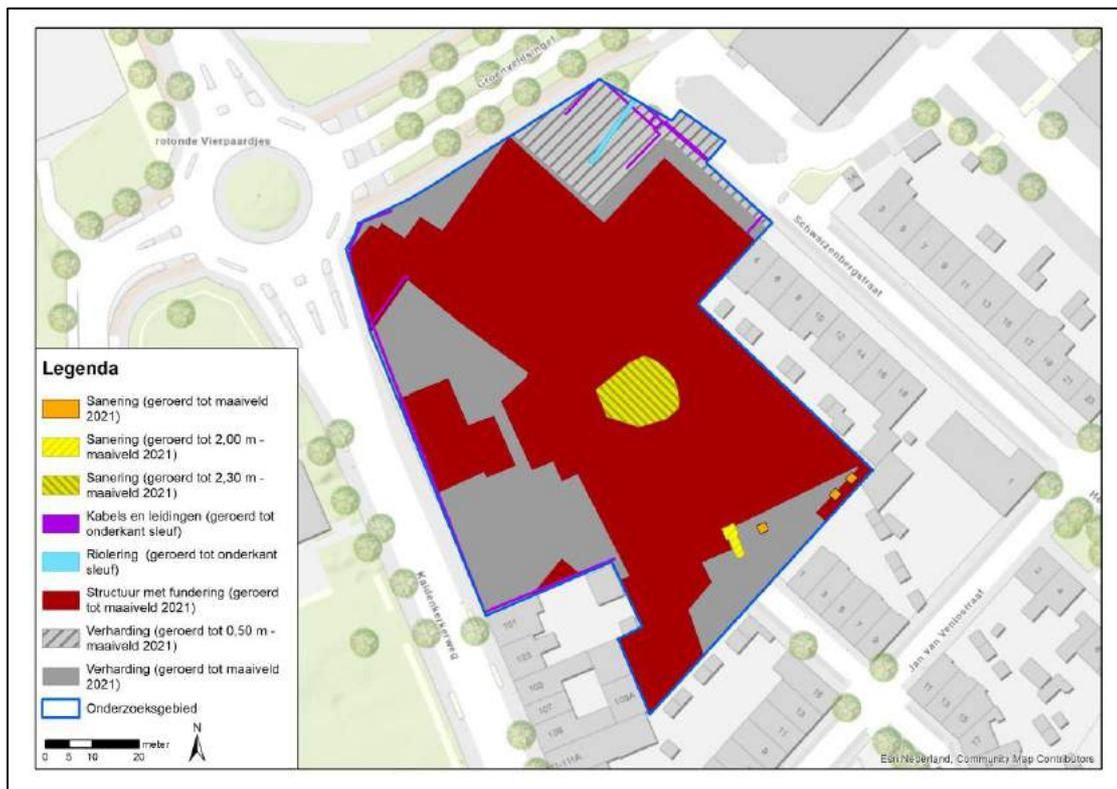 Groenveldsingel
rotonde Vierpaardjes
Schwarzenbergstraat
Kaldenkerkerweg
Jan van Venlostraat
Legenda
Sanering (geroerd tot maaiveld
2021)
Sanering (geroerd tot 2,00 m -
maaiveld 2021)
Sanering (geroerd tot 2,30 m -
maaiveld 2021)
Kabels en leidingen (geroerd tot
onderkant sleuf)
Riolering (geroerd tot onderkant
sleuf)
Structuur met fundering (geroerd
tot maaiveld 2021)
Verharding (geroerd tot 0,50 m -
maaiveld 2021)
Verharding (geroerd tot maaiveld
2021)
Onderzoeksgebied
N
meter
0 5 10 20
101
103
107
109A
Esri Nederland, Community Map Contributors